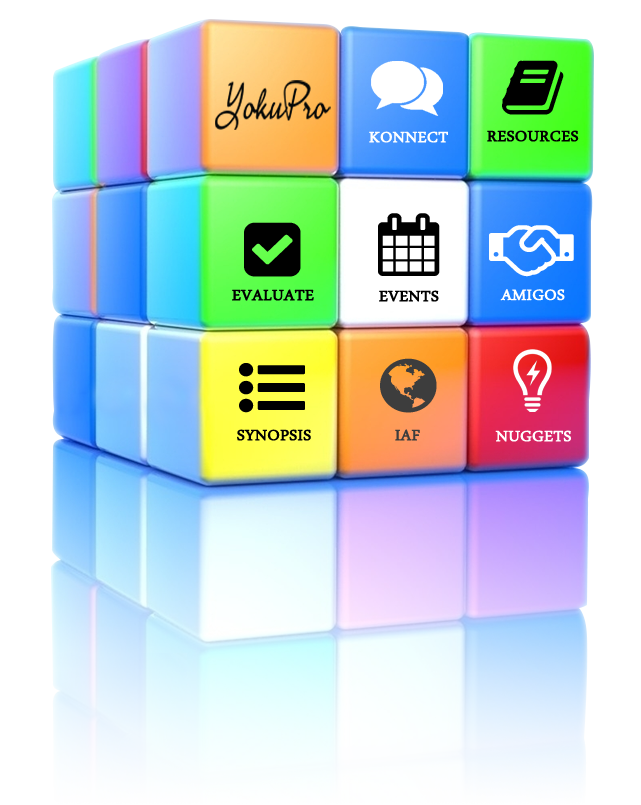 YokuPro
KONNECT
RESOURCES
EVALUATE
EVENTS
AMIGOS
SYNOPSIS
IAF
NUGGETS